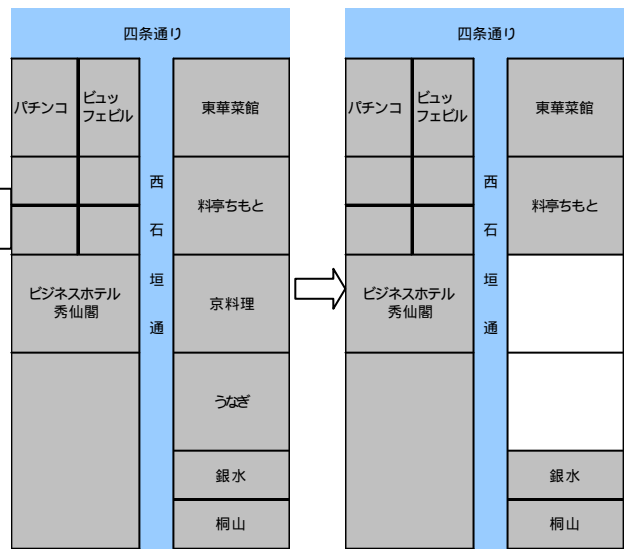 四条通り
パチンコ
ビュッ
フェビル
東華菜館
西石垣通
料亭ちもと
ビジネスホテル
秀仙閣
京料理
うなぎ
銀水
桐山
四条通り
パチンコ
ビュッ
フェビル
東華菜館
西石垣通
料亭ちもと
ビジネスホテル
秀仙閣
銀水
桐山